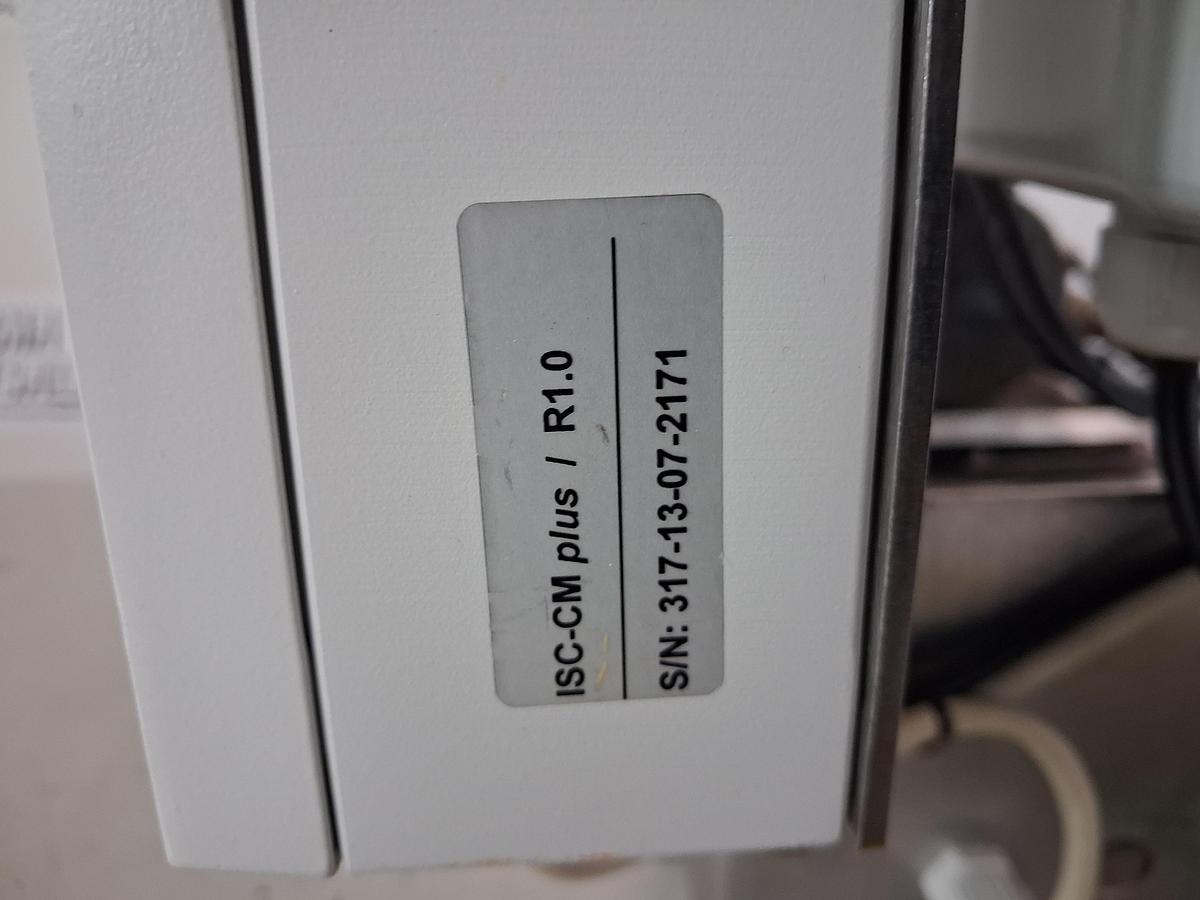 ISC-CM plus / R1.0
S/N: 317-13-07-2171